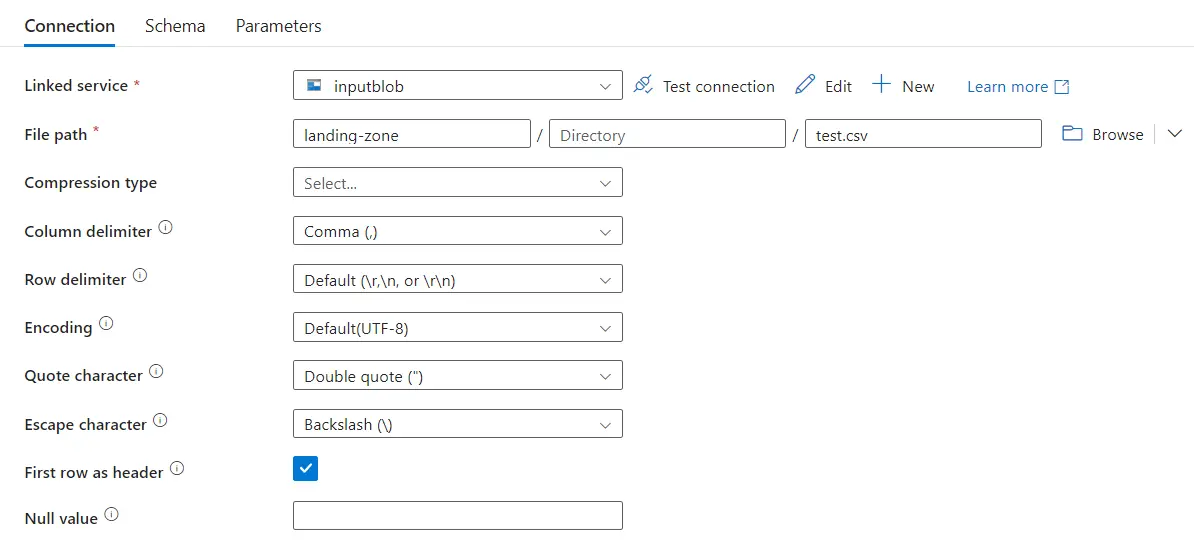 Connection Schema Parameters
Linked service * inputblob Test connection Edit New Learn more
File path * landing-zone / Directory / test.csv Browse
Compression type Select...
Column delimiter Comma (,)
Row delimiter Default (\r,\n, or \r\n)
Encoding Default(UTF-8)
Quote character Double quote (")
Escape character Backslash (\)
First row as header
Null value